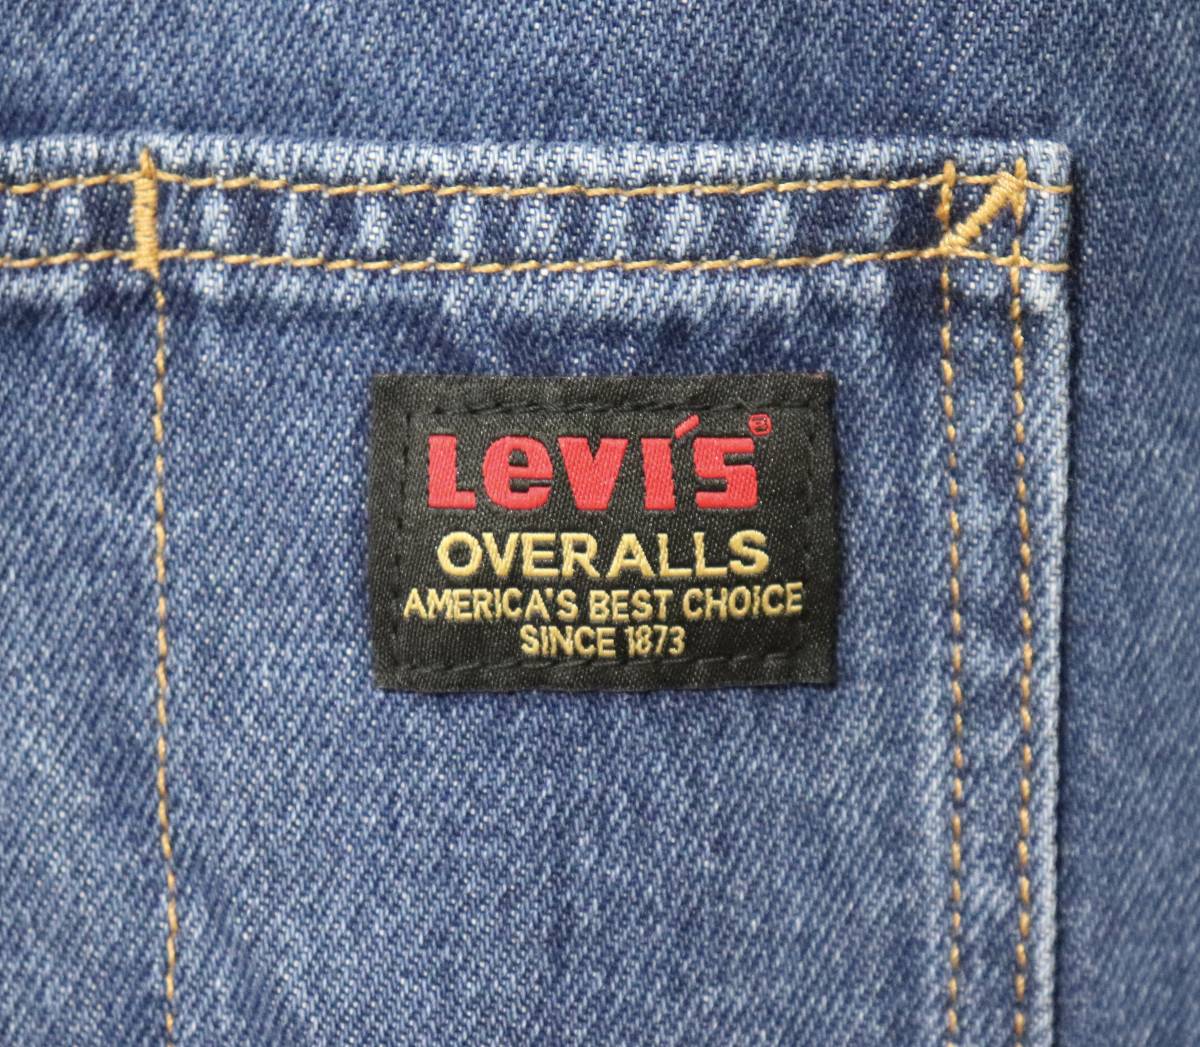 Levi's®
OVERALLS
AMERICA'S BEST CHOICE
SINCE 1873